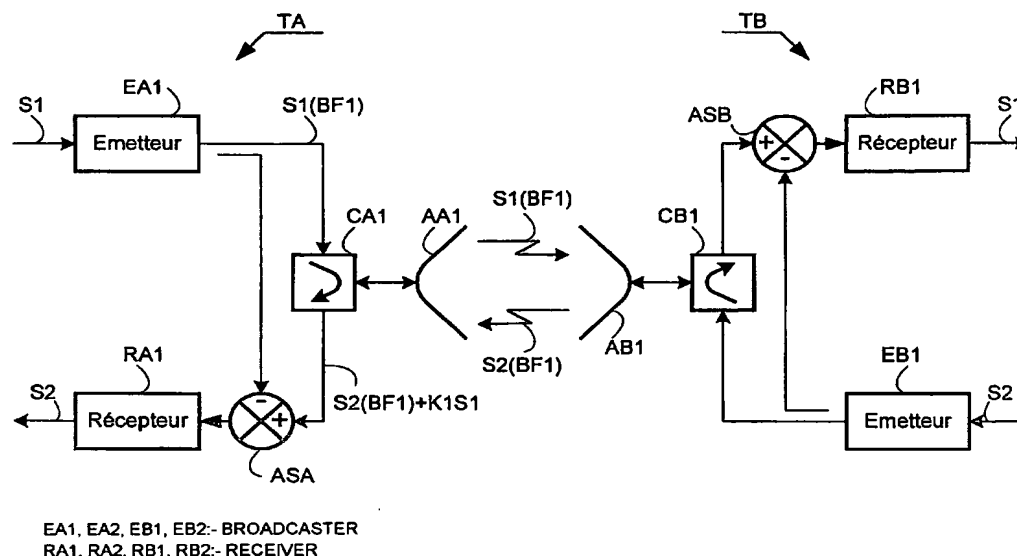 TA
TB
EA1
S1
S1(BF1)
Emetteur
ASB
+
-
RB1
S1
Récepteur
CA1
AA1
S1(BF1)
CB1
S2(BF1)
AB1
RA1
S2
Récepteur
-
+
S2(BF1)+K1S1
ASA
EB1
S2
Emetteur
EA1, EA2, EB1, EB2:- BROADCASTER
RA1, RA2, RB1, RB2:- RECEIVER